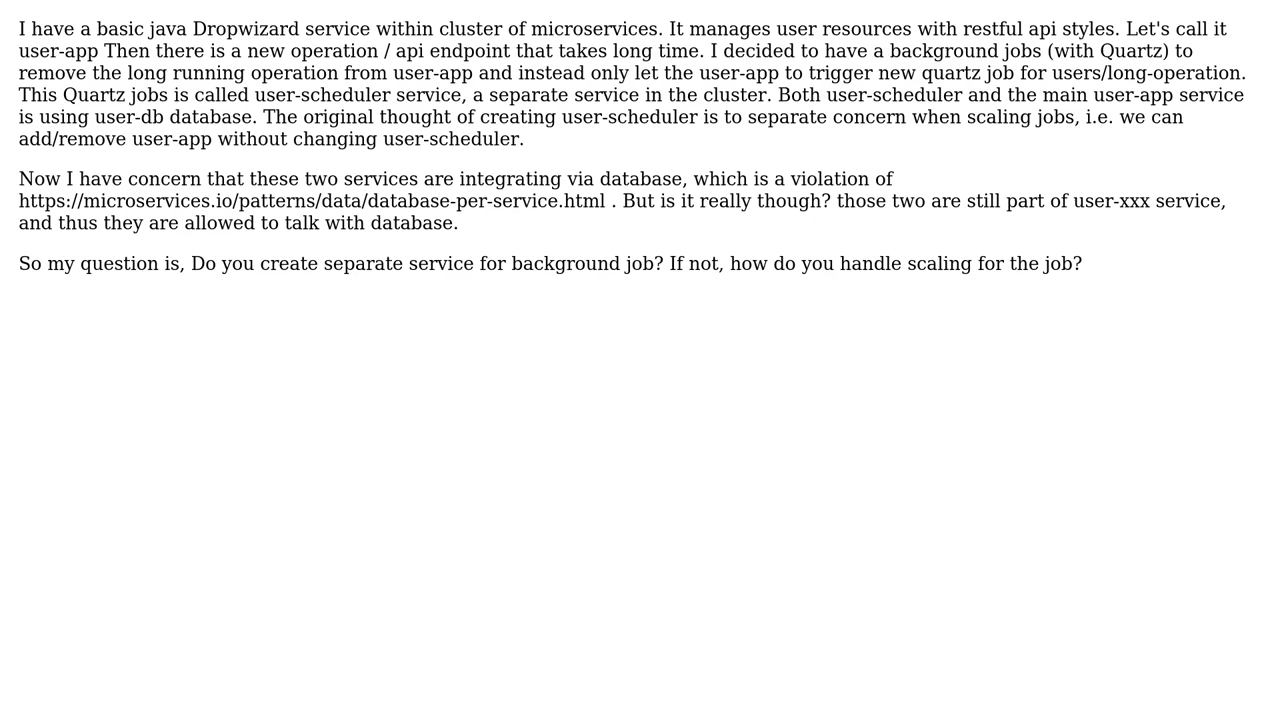 I have a basic java Dropwizard service within cluster of microservices. It manages user resources with restful api styles. Let's call it
user-app Then there is a new operation / api endpoint that takes long time. I decided to have a background jobs (with Quartz) to
remove the long running operation from user-app and instead only let the user-app to trigger new quartz job for users/long-operation.
This Quartz jobs is called user-scheduler service, a separate service in the cluster. Both user-scheduler and the main user-app service
is using user-db database. The original thought of creating user-scheduler is to separate concern when scaling jobs, i.e. we can
add/remove user-app without changing user-scheduler.
Now I have concern that these two services are integrating via database, which is a violation of
https://microservices.io/patterns/data/database-per-service.html . But is it really though? those two are still part of user-xxx service,
and thus they are allowed to talk with database.
So my question is, Do you create separate service for background job? If not, how do you handle scaling for the job?